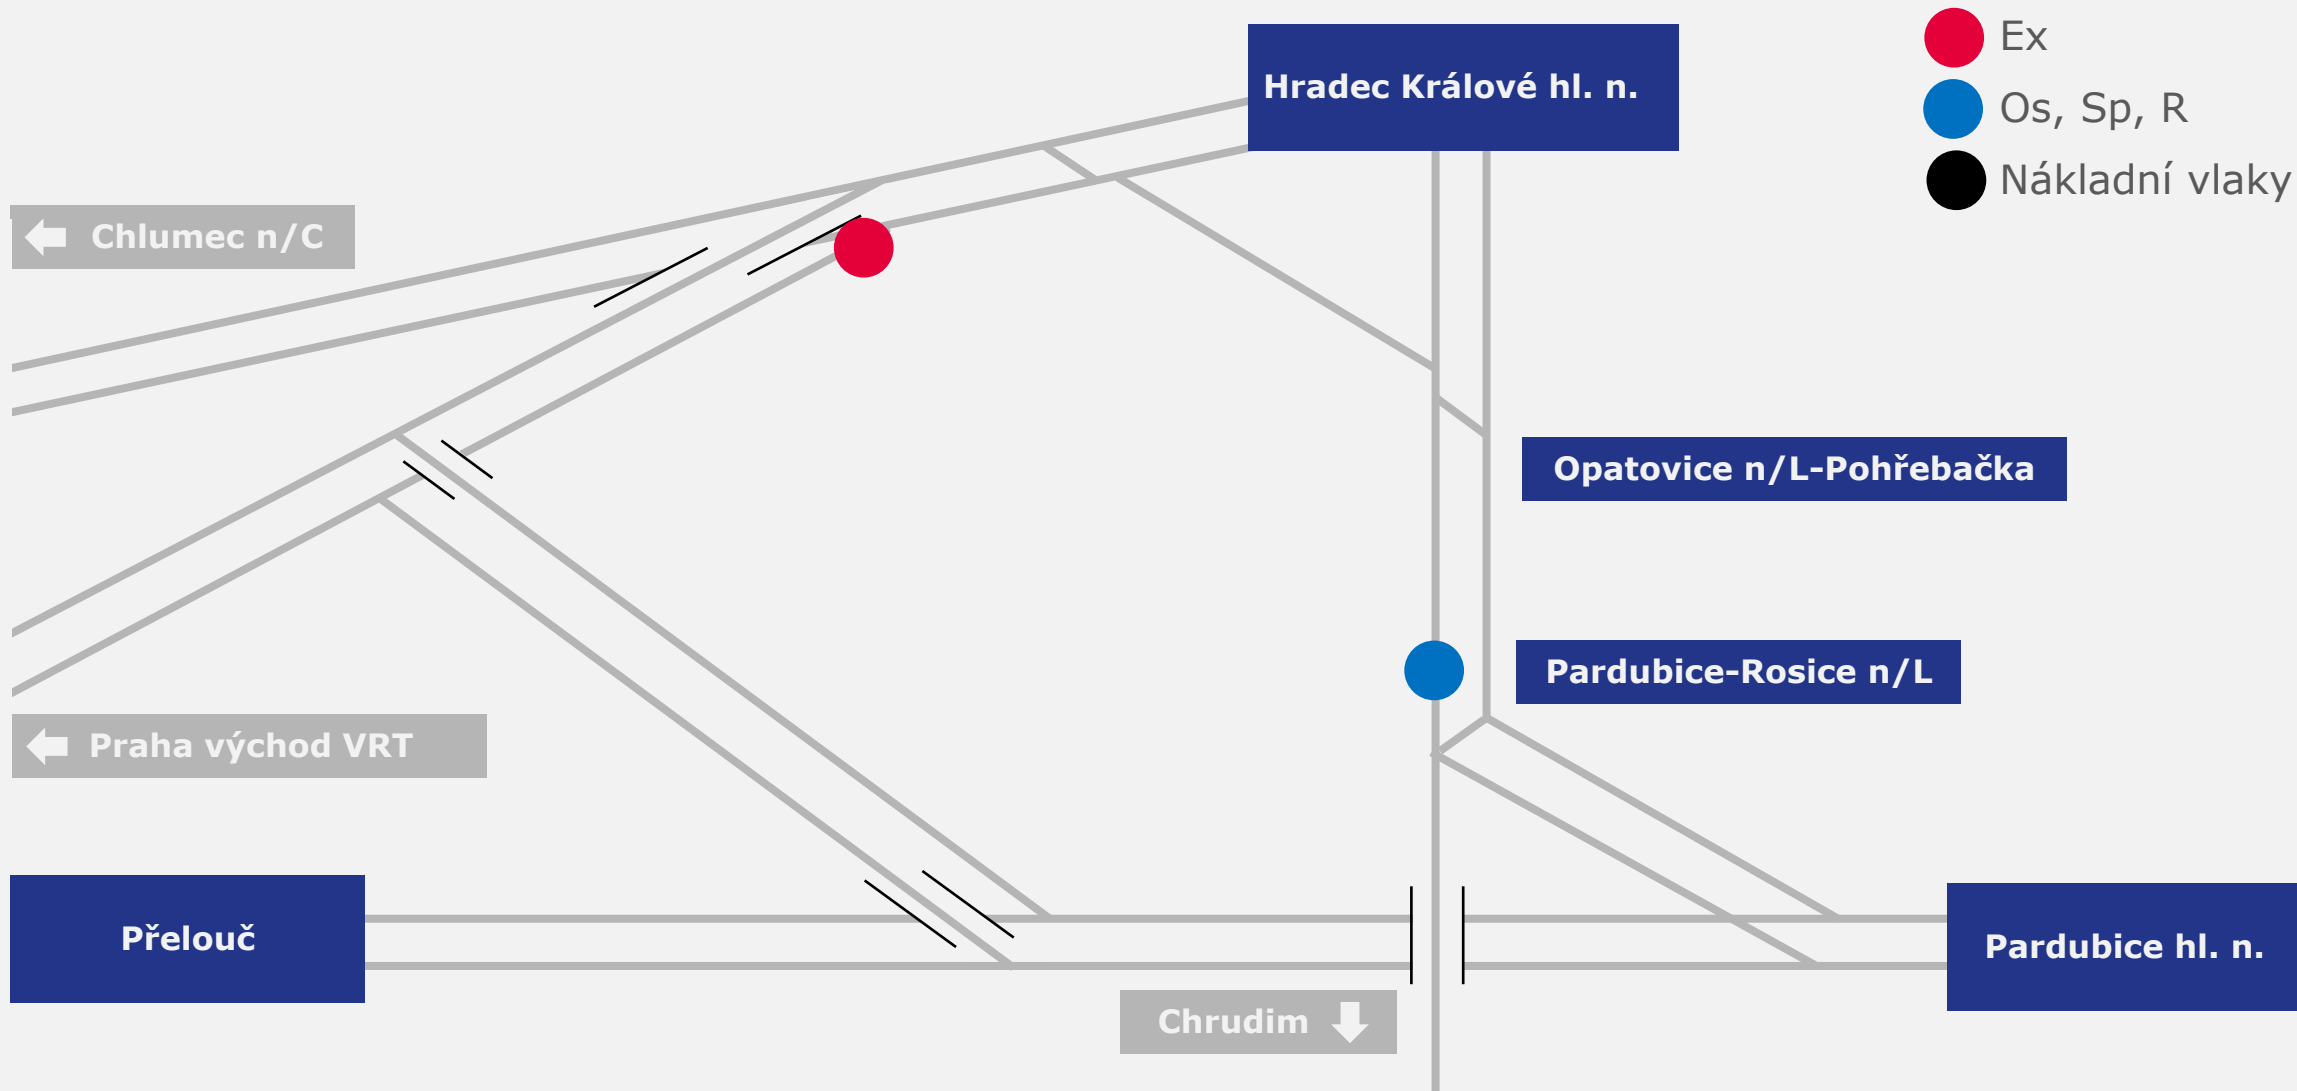 Hradec Králové hl. n.
Ex
Os, Sp, R
Nákladní vlaky
Chlumec n/C
Opatovice n/L-Pohřebačka
Pardubice-Rosice n/L
Praha východ VRT
Přelouč
Pardubice hl. n.
Chrudim